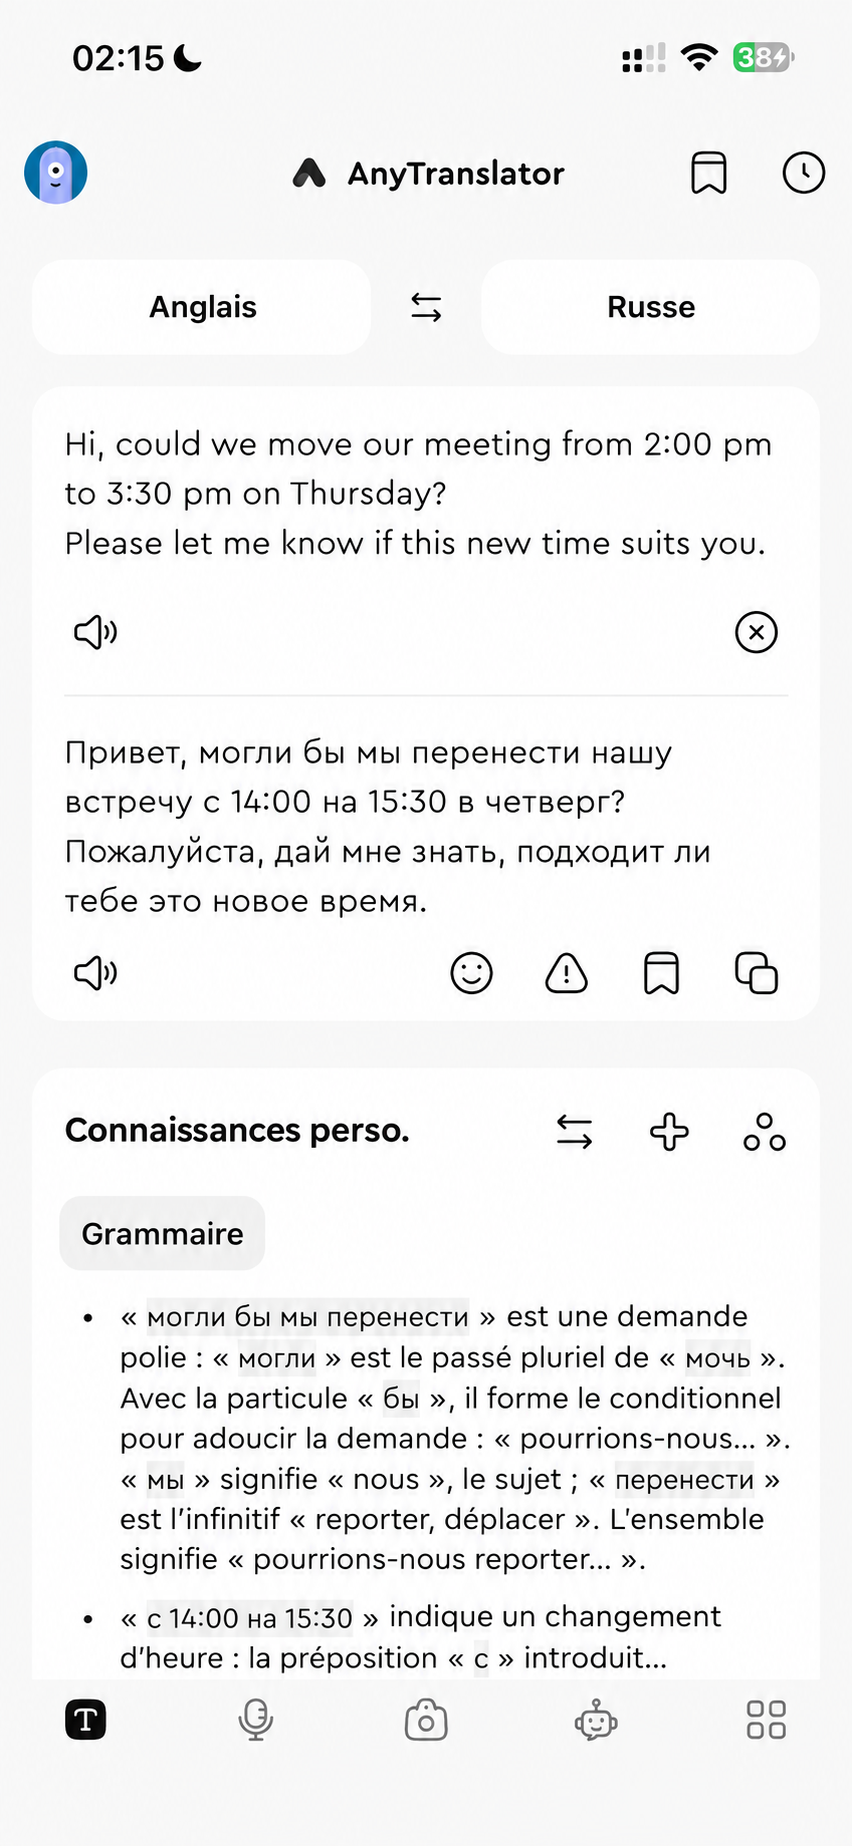 02:15
38
AnyTranslator
Anglais
Russe
Hi, could we move our meeting from 2:00 pm
to 3:30 pm on Thursday?
Please let me know if this new time suits you.
Привет, могли бы мы перенести нашу
встречу с 14:00 на 15:30 в четверг?
Пожалуйста, дай мне знать, подходит ли
тебе это новое время.
Connaissances perso.
Grammaire
• « могли бы мы перенести » est une demande
polie : « могли » est le passé pluriel de « мочь ».
Avec la particule « бы », il forme le conditionnel
pour adoucir la demande : « pourrions-nous... ».
« мы » signifie « nous », le sujet ; « перенести »
est l’infinitif « reporter, déplacer ». L’ensemble
signifie « pourrions-nous reporter... ».
• « с 14:00 на 15:30 » indique un changement
d’heure : la préposition « с » introduit...
T